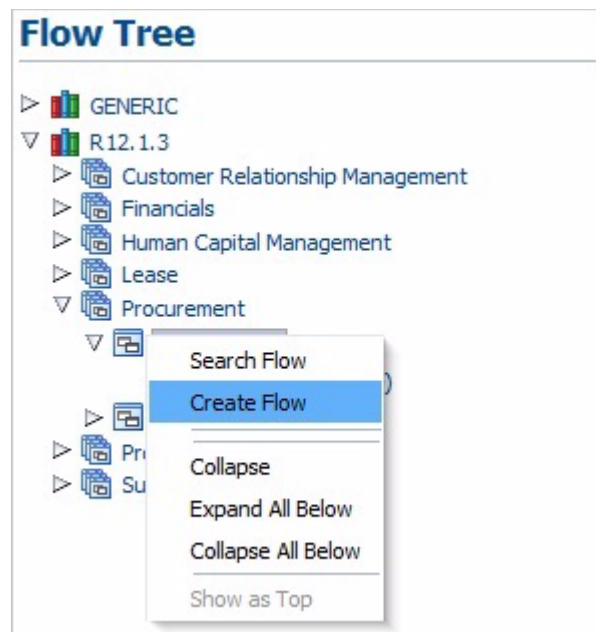 Flow Tree
GENERIC
R12.1.3
Customer Relationship Management
Financials
Human Capital Management
Lease
Procurement
Search Flow
)
Create Flow
Collapse
Expand All Below
Collapse All Below
Show as Top